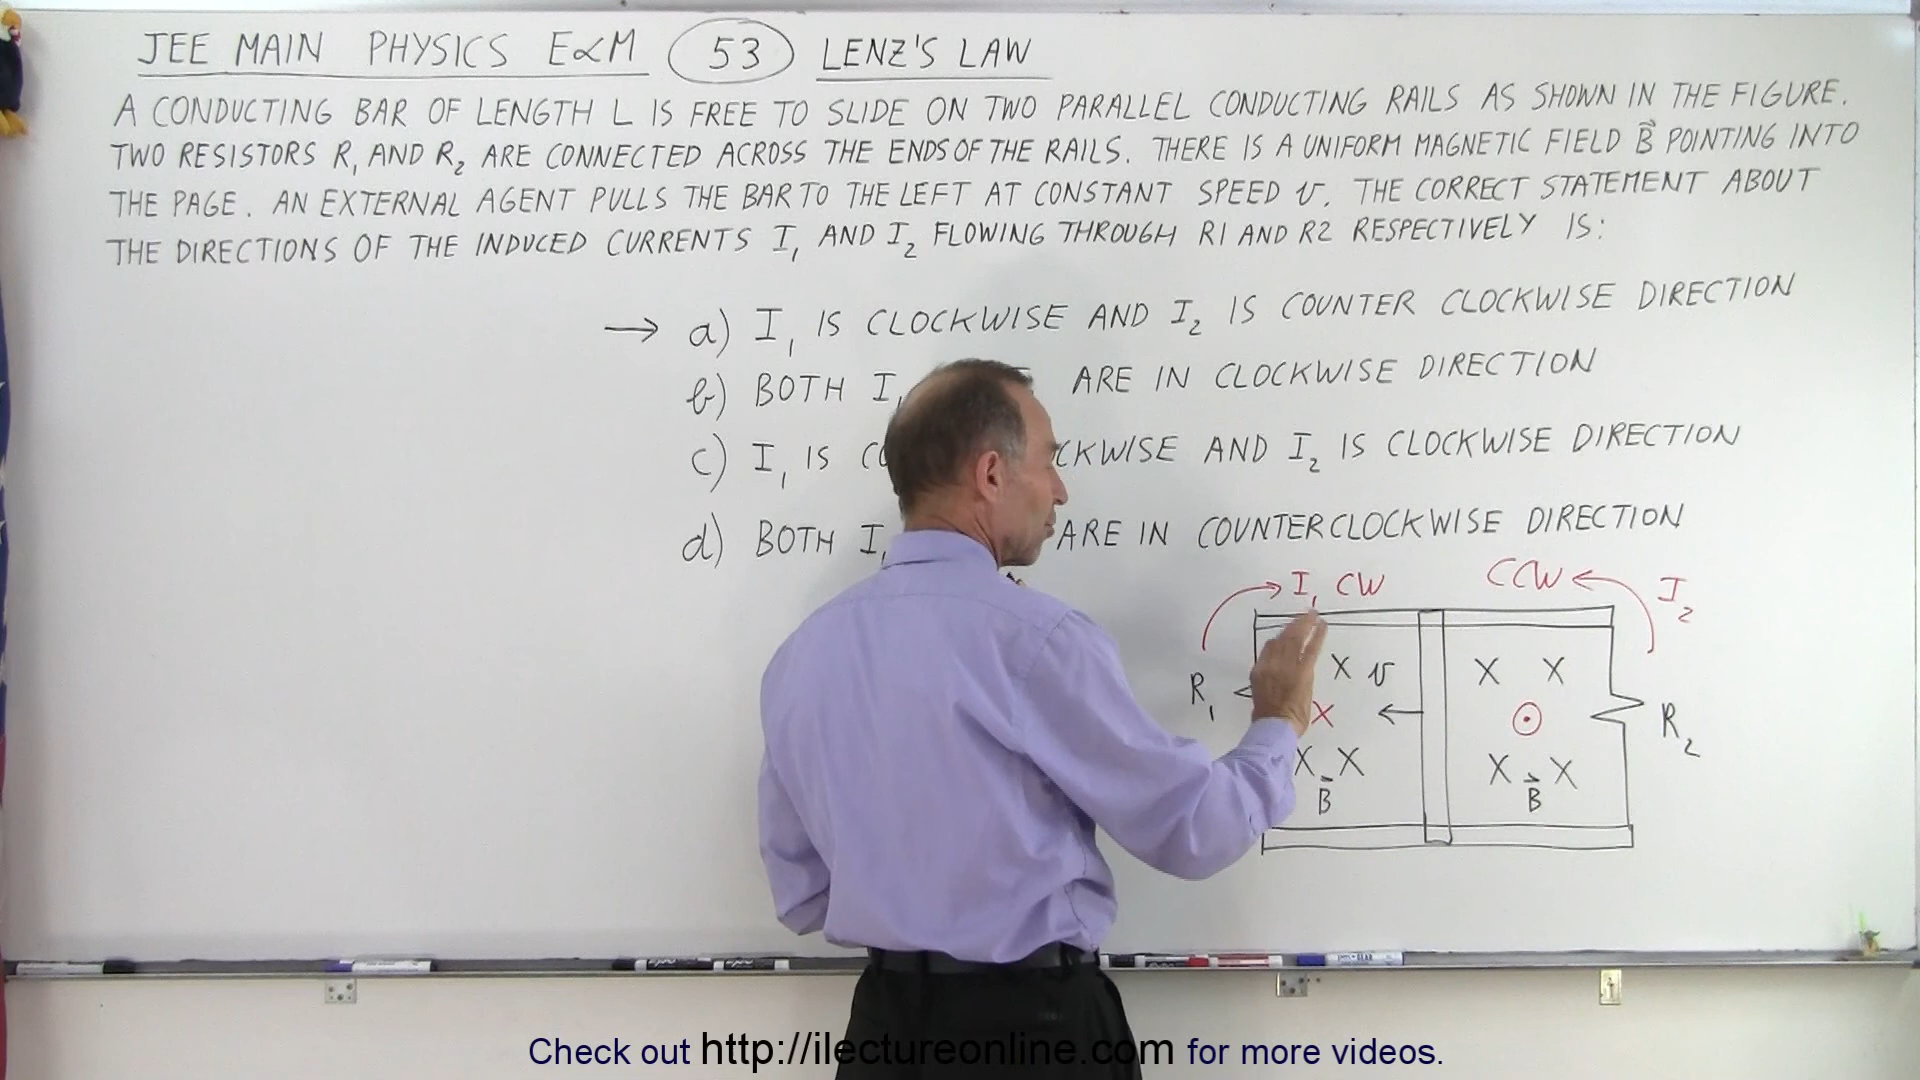 JEE MAIN PHYSICS E∝M 53 LENZ'S LAW
A CONDUCTING BAR OF LENGTH L IS FREE TO SLIDE ON TWO PARALLEL CONDUCTING RAILS AS SHOWN IN THE FIGURE.
TWO RESISTORS R₁ AND R₂ ARE CONNECTED ACROSS THE ENDS OF THE RAILS. THERE IS A UNIFORM MAGNETIC FIELD B⃗ POINTING INTO
THE PAGE. AN EXTERNAL AGENT PULLS THE BAR TO THE LEFT AT CONSTANT SPEED v. THE CORRECT STATEMENT ABOUT
THE DIRECTIONS OF THE INDUCED CURRENTS I₁ AND I₂ FLOWING THROUGH R1 AND R2 RESPECTIVELY IS:
→ a) I₁ IS CLOCKWISE AND I₂ IS COUNTER CLOCKWISE DIRECTION
b) BOTH I₁ ARE IN CLOCKWISE DIRECTION
c) I₁ IS CKWISE AND I₂ IS CLOCKWISE DIRECTION
d) BOTH I₁ ARE IN COUNTERCLOCKWISE DIRECTION
I₁ CW CCW I₂
X v X X
R₁ X R₂
X X X X
B⃗ B⃗
Check out http://ilectureonline.com for more videos.